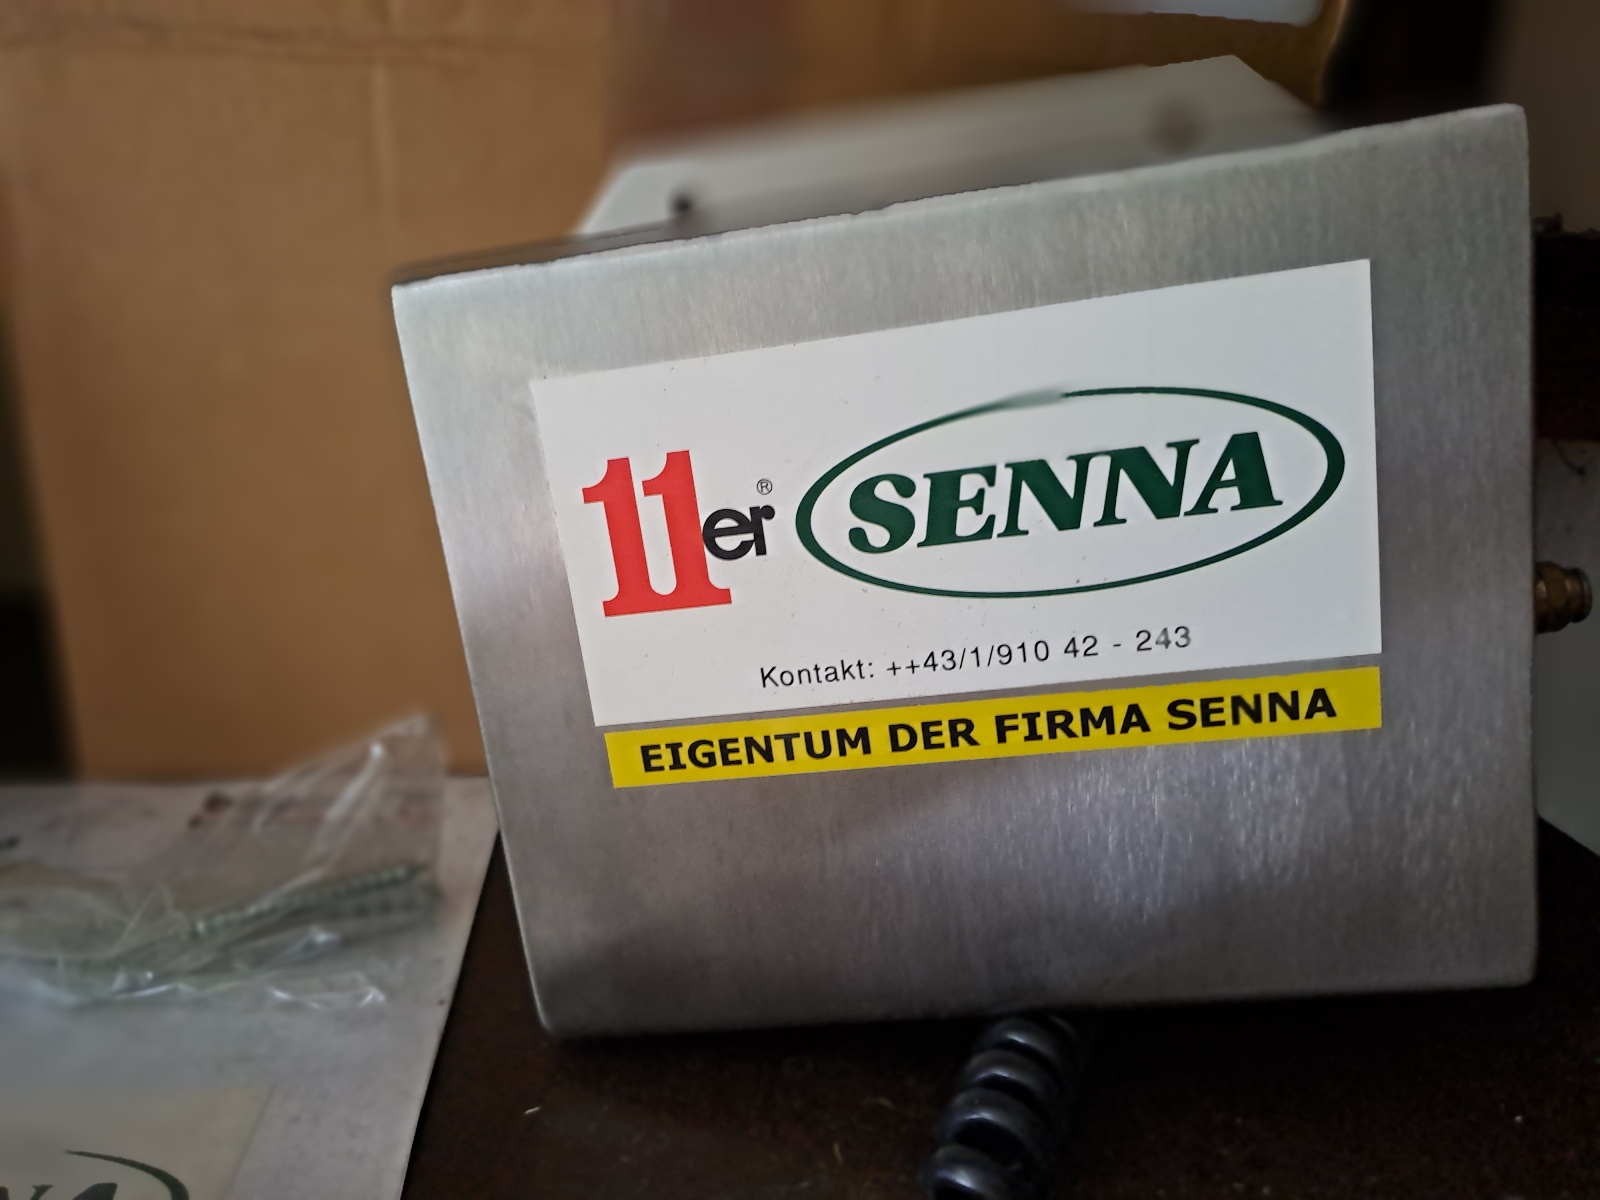 11er® SENNA
Kontakt: ++43/1/910 42 - 243
EIGENTUM DER FIRMA SENNA